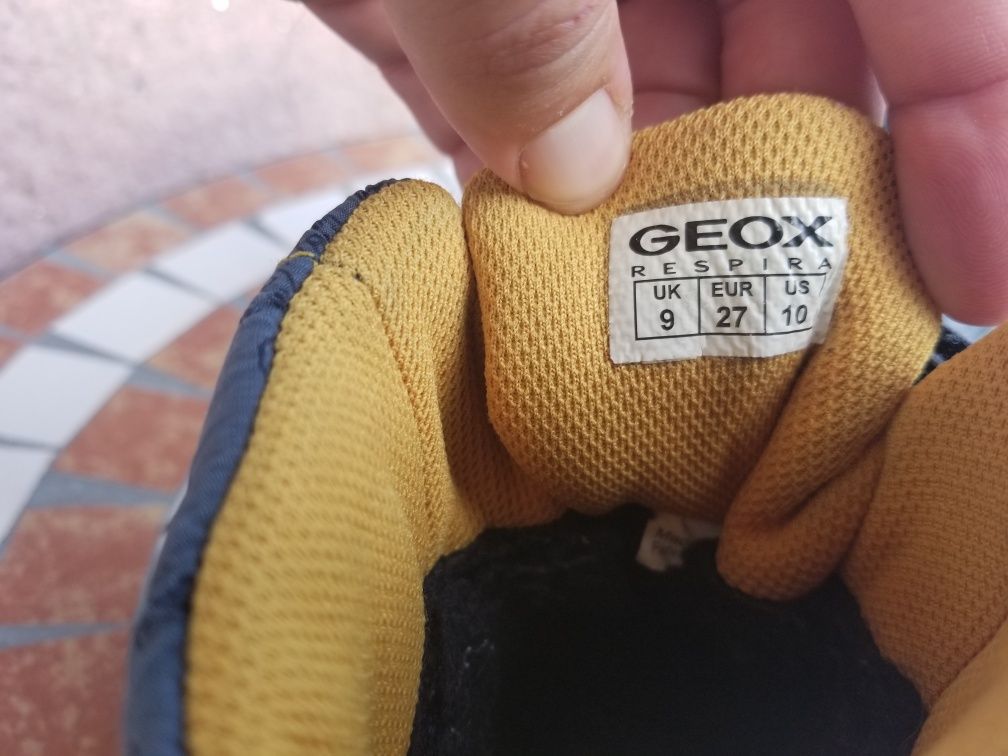 GEOX
RESPIRA
UK EUR US
9 27 10